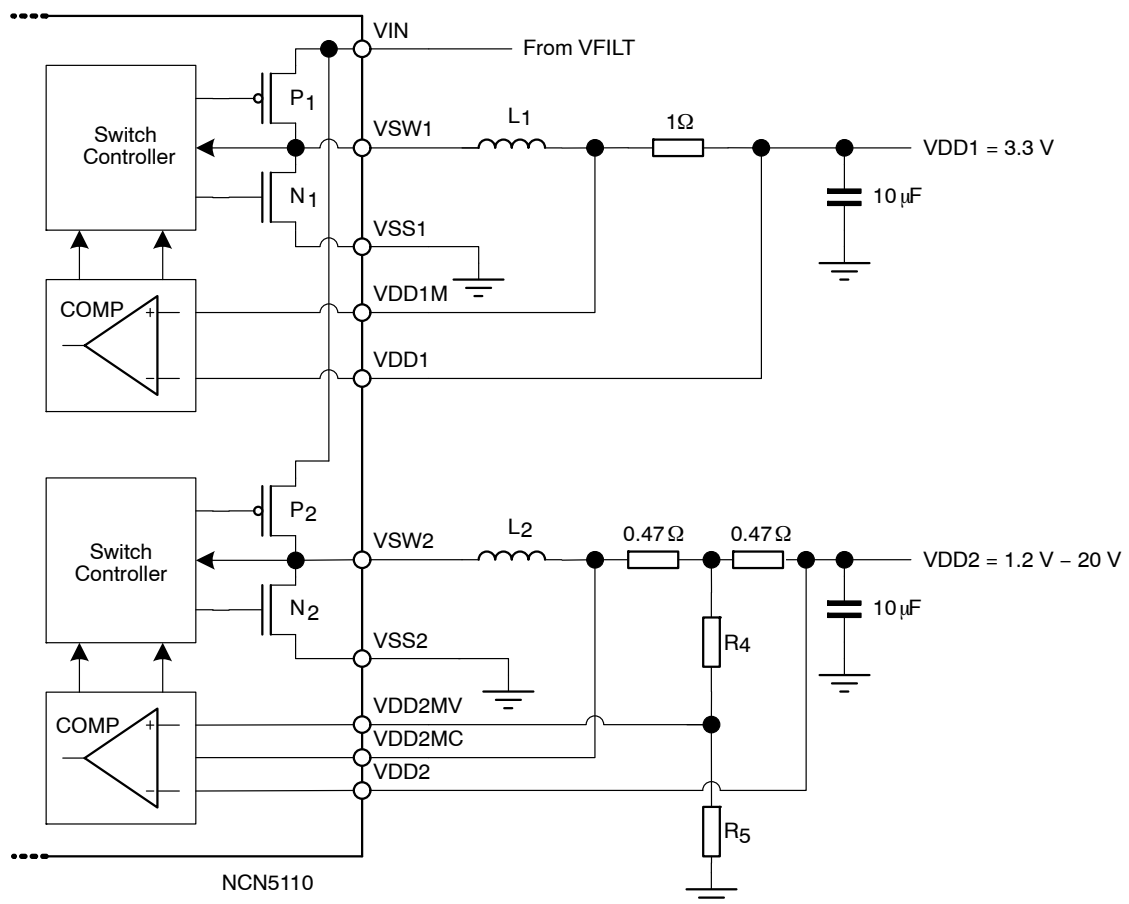 VIN
From VFILT
P1
L1
1Ω
VSW1
Switch
Controller
VDD1 = 3.3 V
N1
10 µF
VSS1
VDD1M
COMP
+
VDD1
−
P2
L2
0.47 Ω
0.47 Ω
VSW2
Switch
Controller
VDD2 = 1.2 V – 20 V
N2
10 µF
VSS2
R4
VDD2MV
COMP
+
VDD2MC
VDD2
−
R5
NCN5110